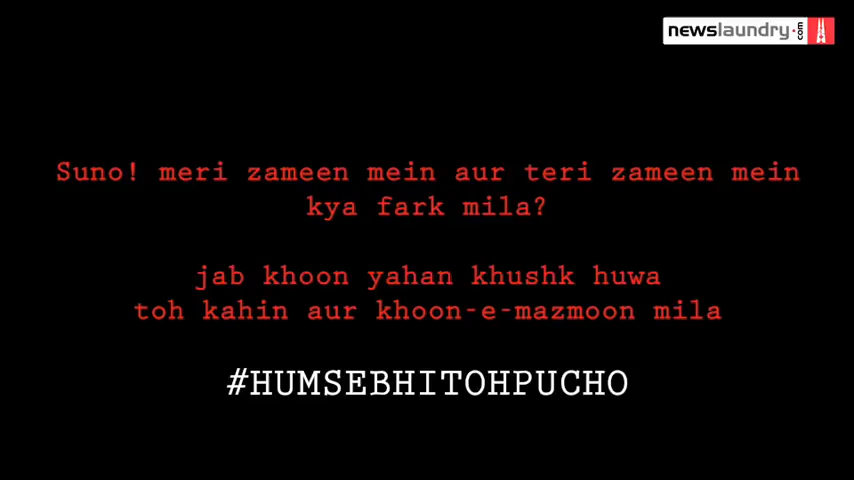 newslaundry.com
Suno! meri zameen mein aur teri zameen mein
kya fark mila?
jab khoon yahan khushk huwa
toh kahin aur khoon-e-mazmoon mila
#HUMSEBHITOHPUCHO